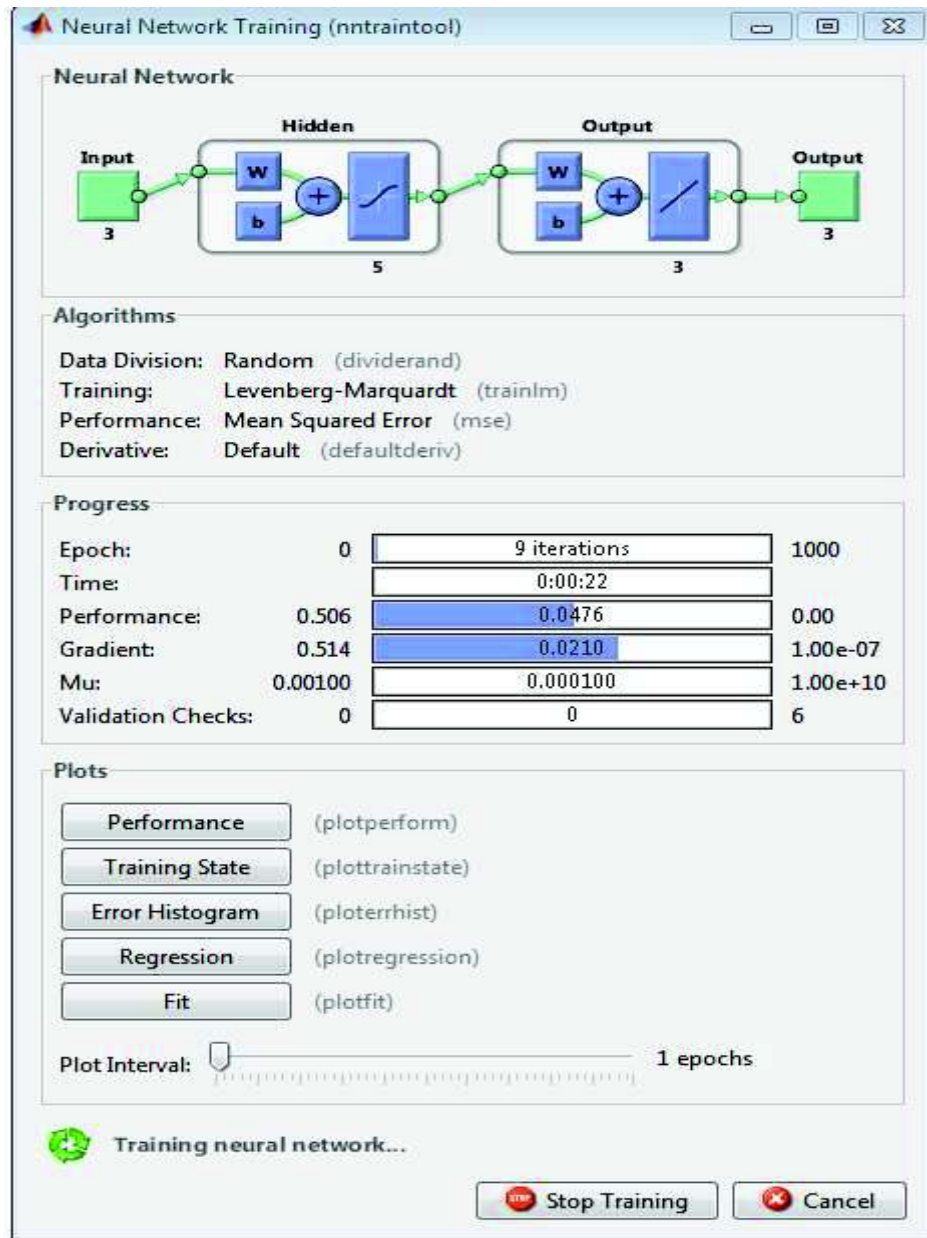 Neural Network Training (nntraintool)
Neural Network
Hidden
Output
Input
Output
W
b
+
W
b
+
3
5
3
3
Algorithms
Data Division: Random (dividerand)
Training: Levenberg-Marquardt (trainlm)
Performance: Mean Squared Error (mse)
Derivative: Default (defaultderiv)
Progress
Epoch: 0 9 iterations 1000
Time: 0:00:22
Performance: 0.506 0.0476 0.00
Gradient: 0.514 0.0210 1.00e-07
Mu: 0.00100 0.000100 1.00e+10
Validation Checks: 0 0 6
Plots
Performance (plotperform)
Training State (plottrainstate)
Error Histogram (ploterrhist)
Regression (plotregression)
Fit (plotfit)
Plot Interval: 1 epochs
Training neural network...
STOP Stop Training Cancel